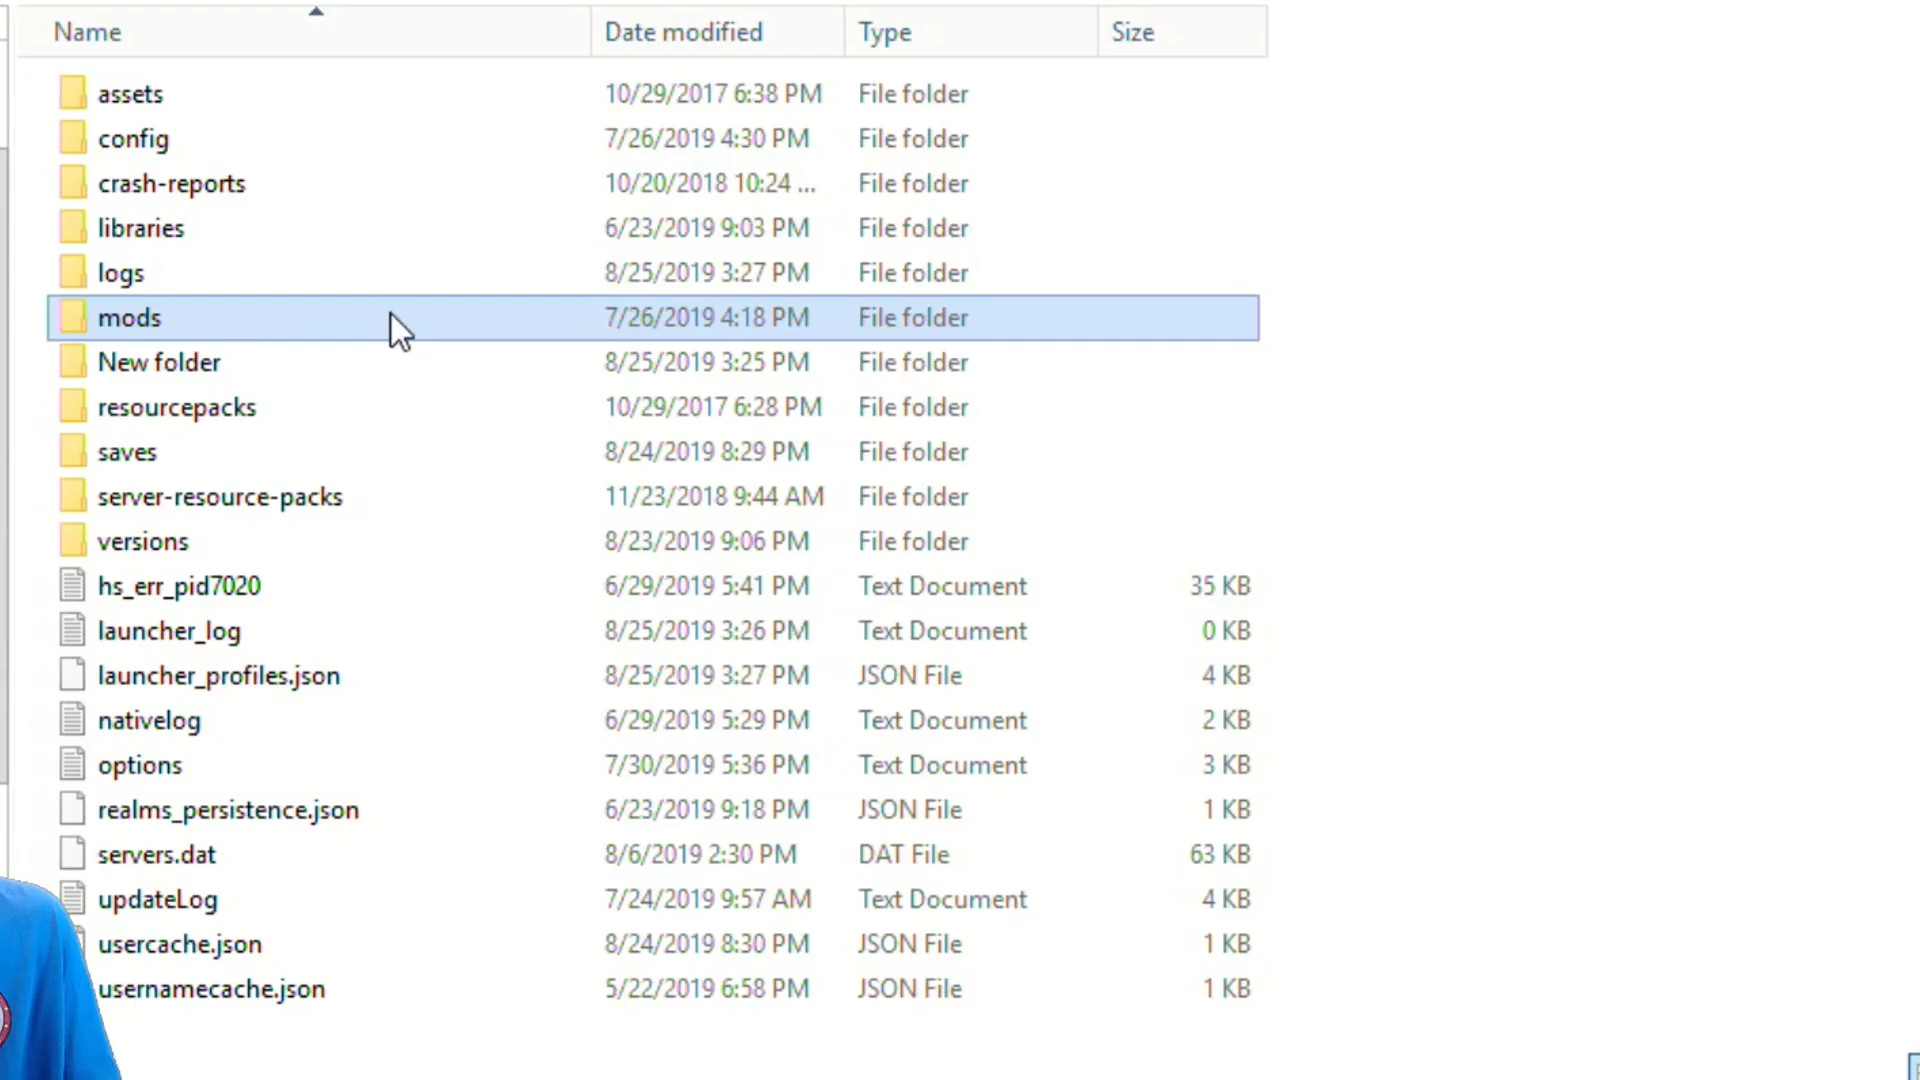 Name Date modified Type Size
assets 10/29/2017 6:38 PM File folder
config 7/26/2019 4:30 PM File folder
crash-reports 10/20/2018 10:24 ... File folder
libraries 6/23/2019 9:03 PM File folder
logs 8/25/2019 3:27 PM File folder
mods 7/26/2019 4:18 PM File folder
New folder 8/25/2019 3:25 PM File folder
resourcepacks 10/29/2017 6:28 PM File folder
saves 8/24/2019 8:29 PM File folder
server-resource-packs 11/23/2018 9:44 AM File folder
versions 8/23/2019 9:06 PM File folder
hs_err_pid7020 6/29/2019 5:41 PM Text Document 35 KB
launcher_log 8/25/2019 3:26 PM Text Document 0 KB
launcher_profiles.json 8/25/2019 3:27 PM JSON File 4 KB
nativelog 6/29/2019 5:29 PM Text Document 2 KB
options 7/30/2019 5:36 PM Text Document 3 KB
realms_persistence.json 6/23/2019 9:18 PM JSON File 1 KB
servers.dat 8/6/2019 2:30 PM DAT File 63 KB
updateLog 7/24/2019 9:57 AM Text Document 4 KB
usercache.json 8/24/2019 8:30 PM JSON File 1 KB
usernamecache.json 5/22/2019 6:58 PM JSON File 1 KB